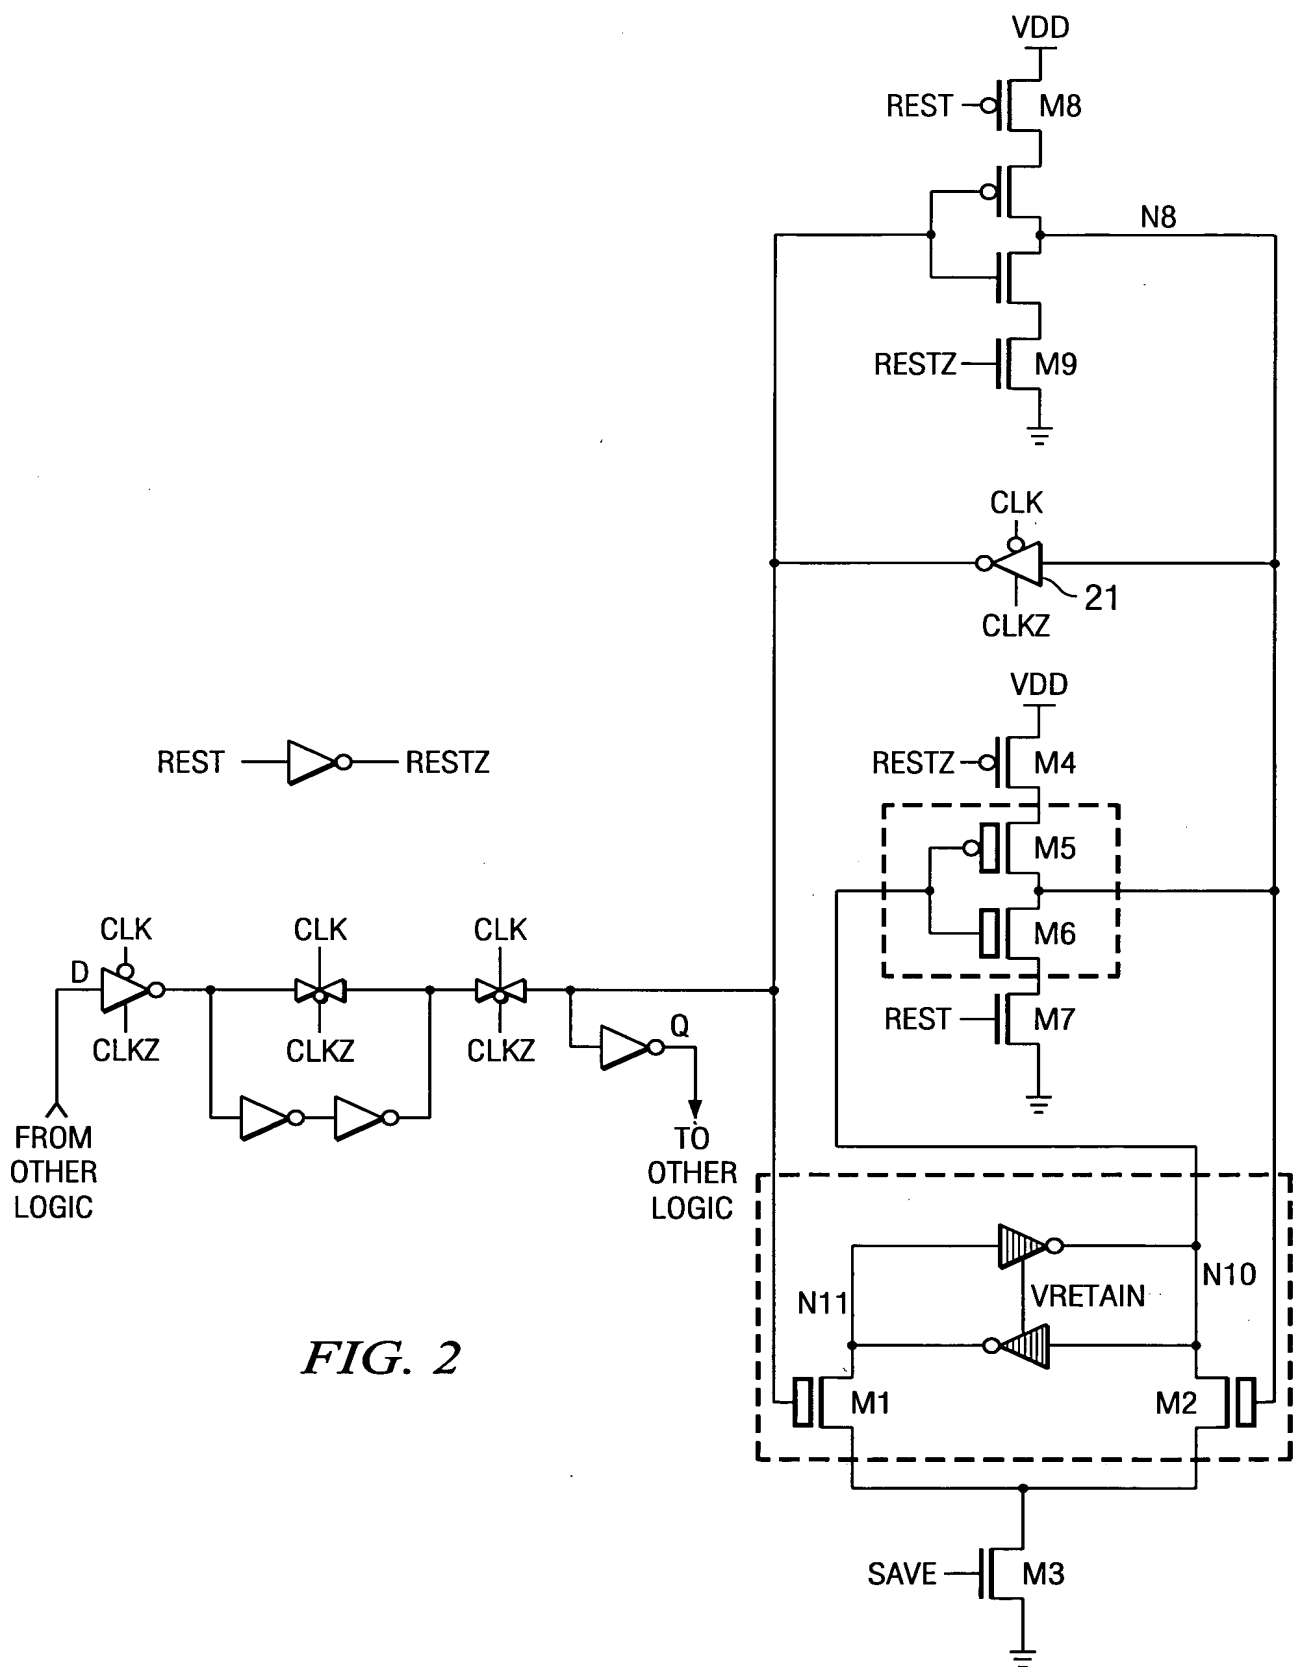 VDD
REST
M8
N8
RESTZ
M9
CLK
21
CLKZ
VDD
REST
RESTZ
RESTZ
M4
M5
M6
CLK
CLK
CLK
D
CLKZ
CLKZ
CLKZ
Q
REST
M7
FROM
OTHER
LOGIC
TO
OTHER
LOGIC
N11
VRETAIN
N10
FIG. 2
M1
M2
SAVE
M3